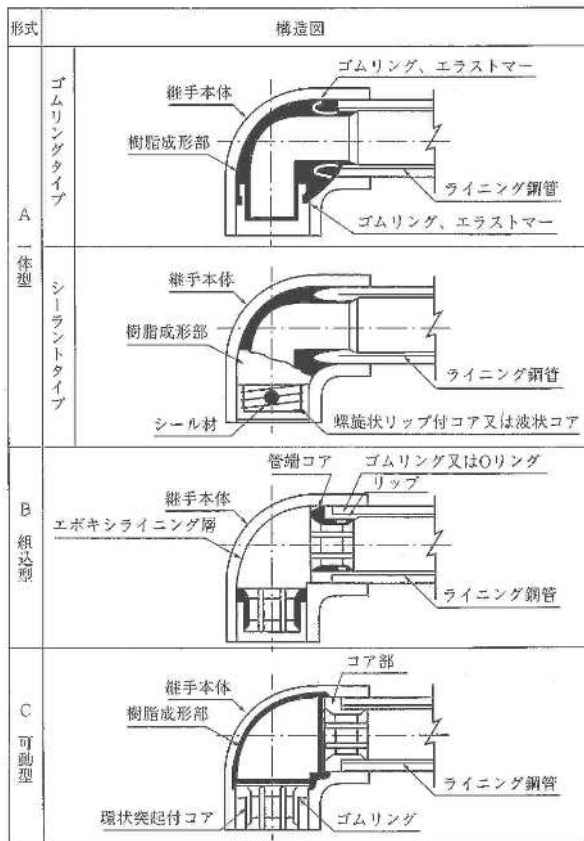 形式
構造図
A 一体型
ゴムリングタイプ
ゴムリング、エラストマー
継手本体
樹脂成形部
ライニング鋼管
ゴムリング、エラストマー
シーラントタイプ
継手本体
樹脂成形部
ライニング鋼管
シール材
螺旋状リップ付コア又は波状コア
B 組込型
管端コア
ゴムリング又はOリング
リップ
継手本体
エポキシライニング層
ライニング鋼管
C 可動型
コア部
継手本体
樹脂成形部
ライニング鋼管
環状突起付コア
ゴムリング